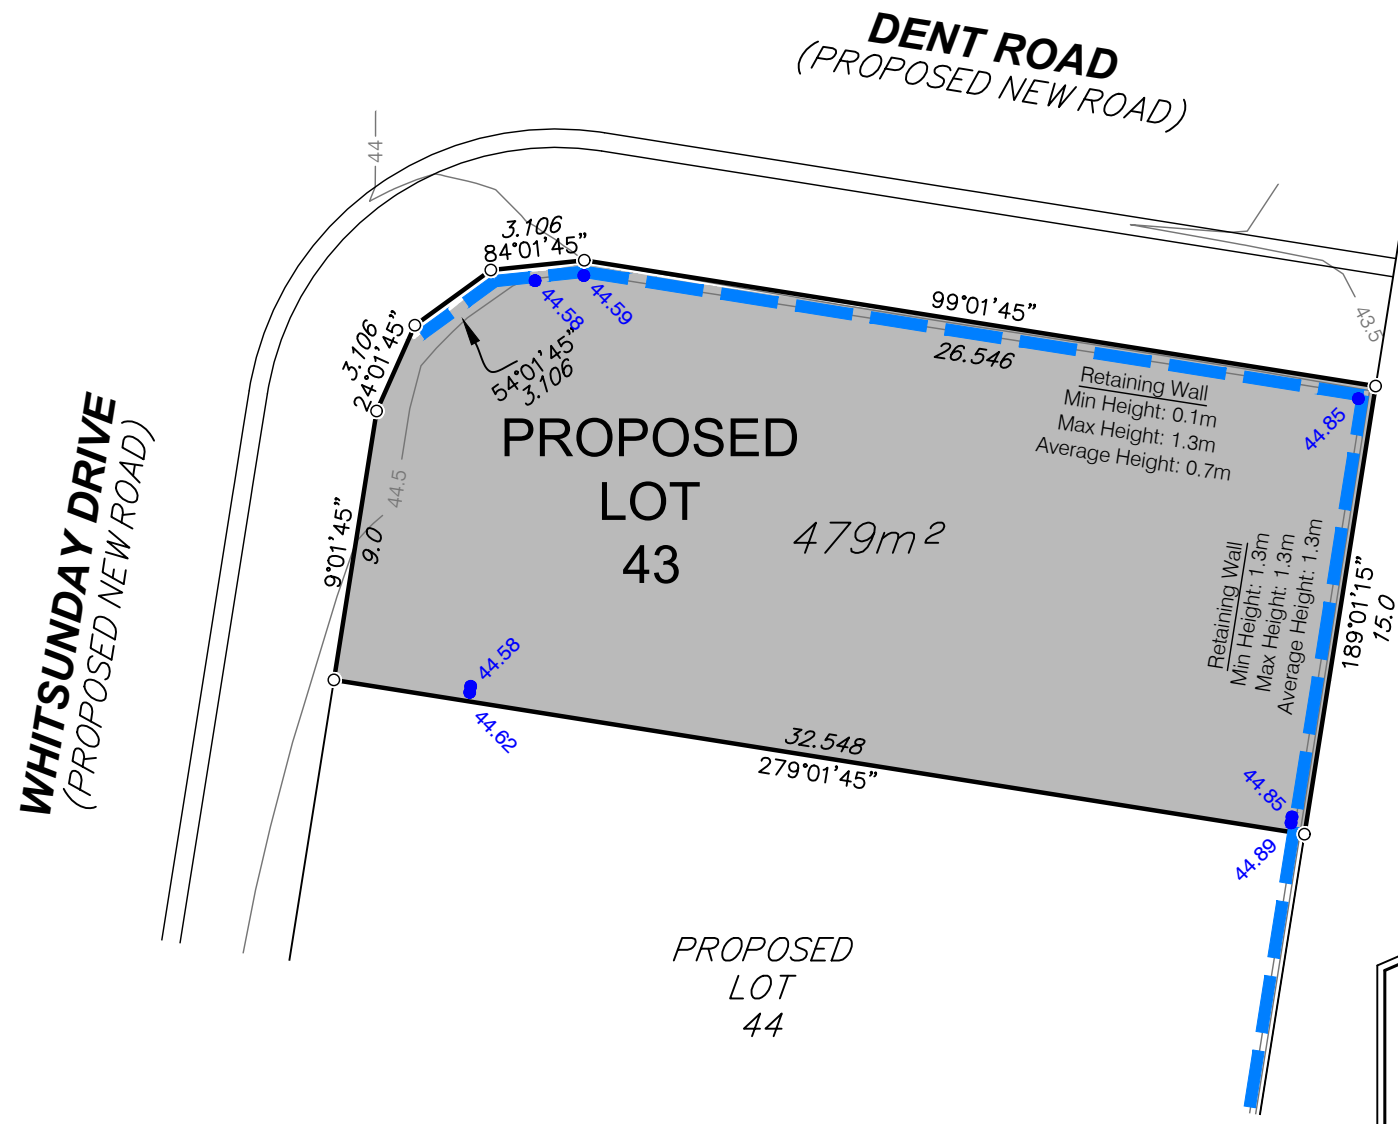 DENT ROAD
(PROPOSED NEW ROAD)
44
3.106
84°01'45"
44.58
44.59
99°01'45"
26.546
43.5
3.106
24°01'45"
54°01'45"
3.106
Retaining Wall
Min Height: 0.1m
Max Height: 1.3m
Average Height: 0.7m
44.85
WHITSUNDAY DRIVE
(PROPOSED NEW ROAD)
PROPOSED
LOT
43
479m²
44.5
9°01'45"
9.0
Retaining Wall
Min Height: 1.3m
Max Height: 1.3m
Average Height: 1.3m
189°01'15"
15.0
44.58
44.62
32.548
279°01'45"
44.85
44.89
PROPOSED
LOT
44